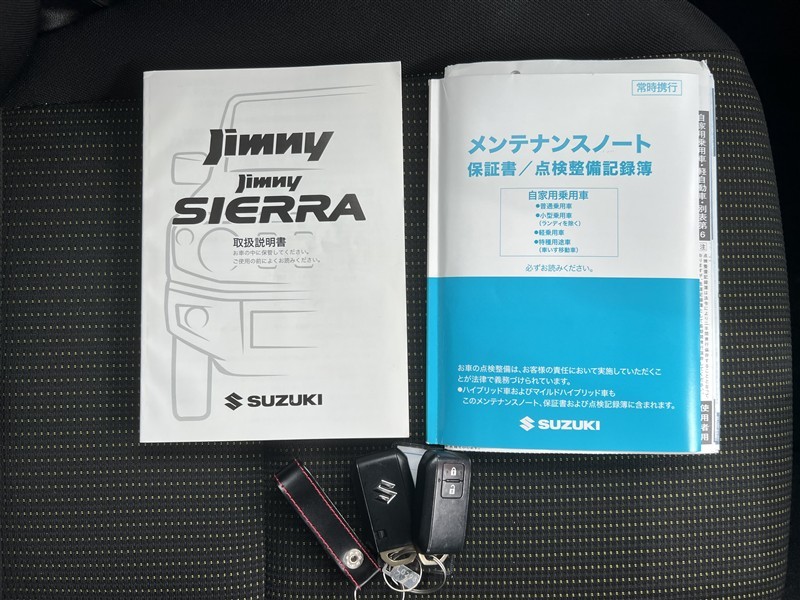 Jimny
Jimny
SIERRA
取扱説明書
お車の中に保管してください。
ご使用の前によくお読みください。
SUZUKI
常時携行
メンテナンスノート
保証書/点検整備記録簿
自家用乗用車
●普通乗用車
●小型乗用車
(ランディを除く)
●軽乗用車
●特種用途車
(車いす移動車)
必ずお読みください。
お車の点検整備は、お客様の責任において実施していただくこ
とが法律で義務づけられています。
●ハイブリッド車およびマイルドハイブリッド車も
このメンテナンスノート、保証書および点検記録簿に含まれます。
SUZUKI
自家用乗用車・軽自動車・別表第6
使用者用